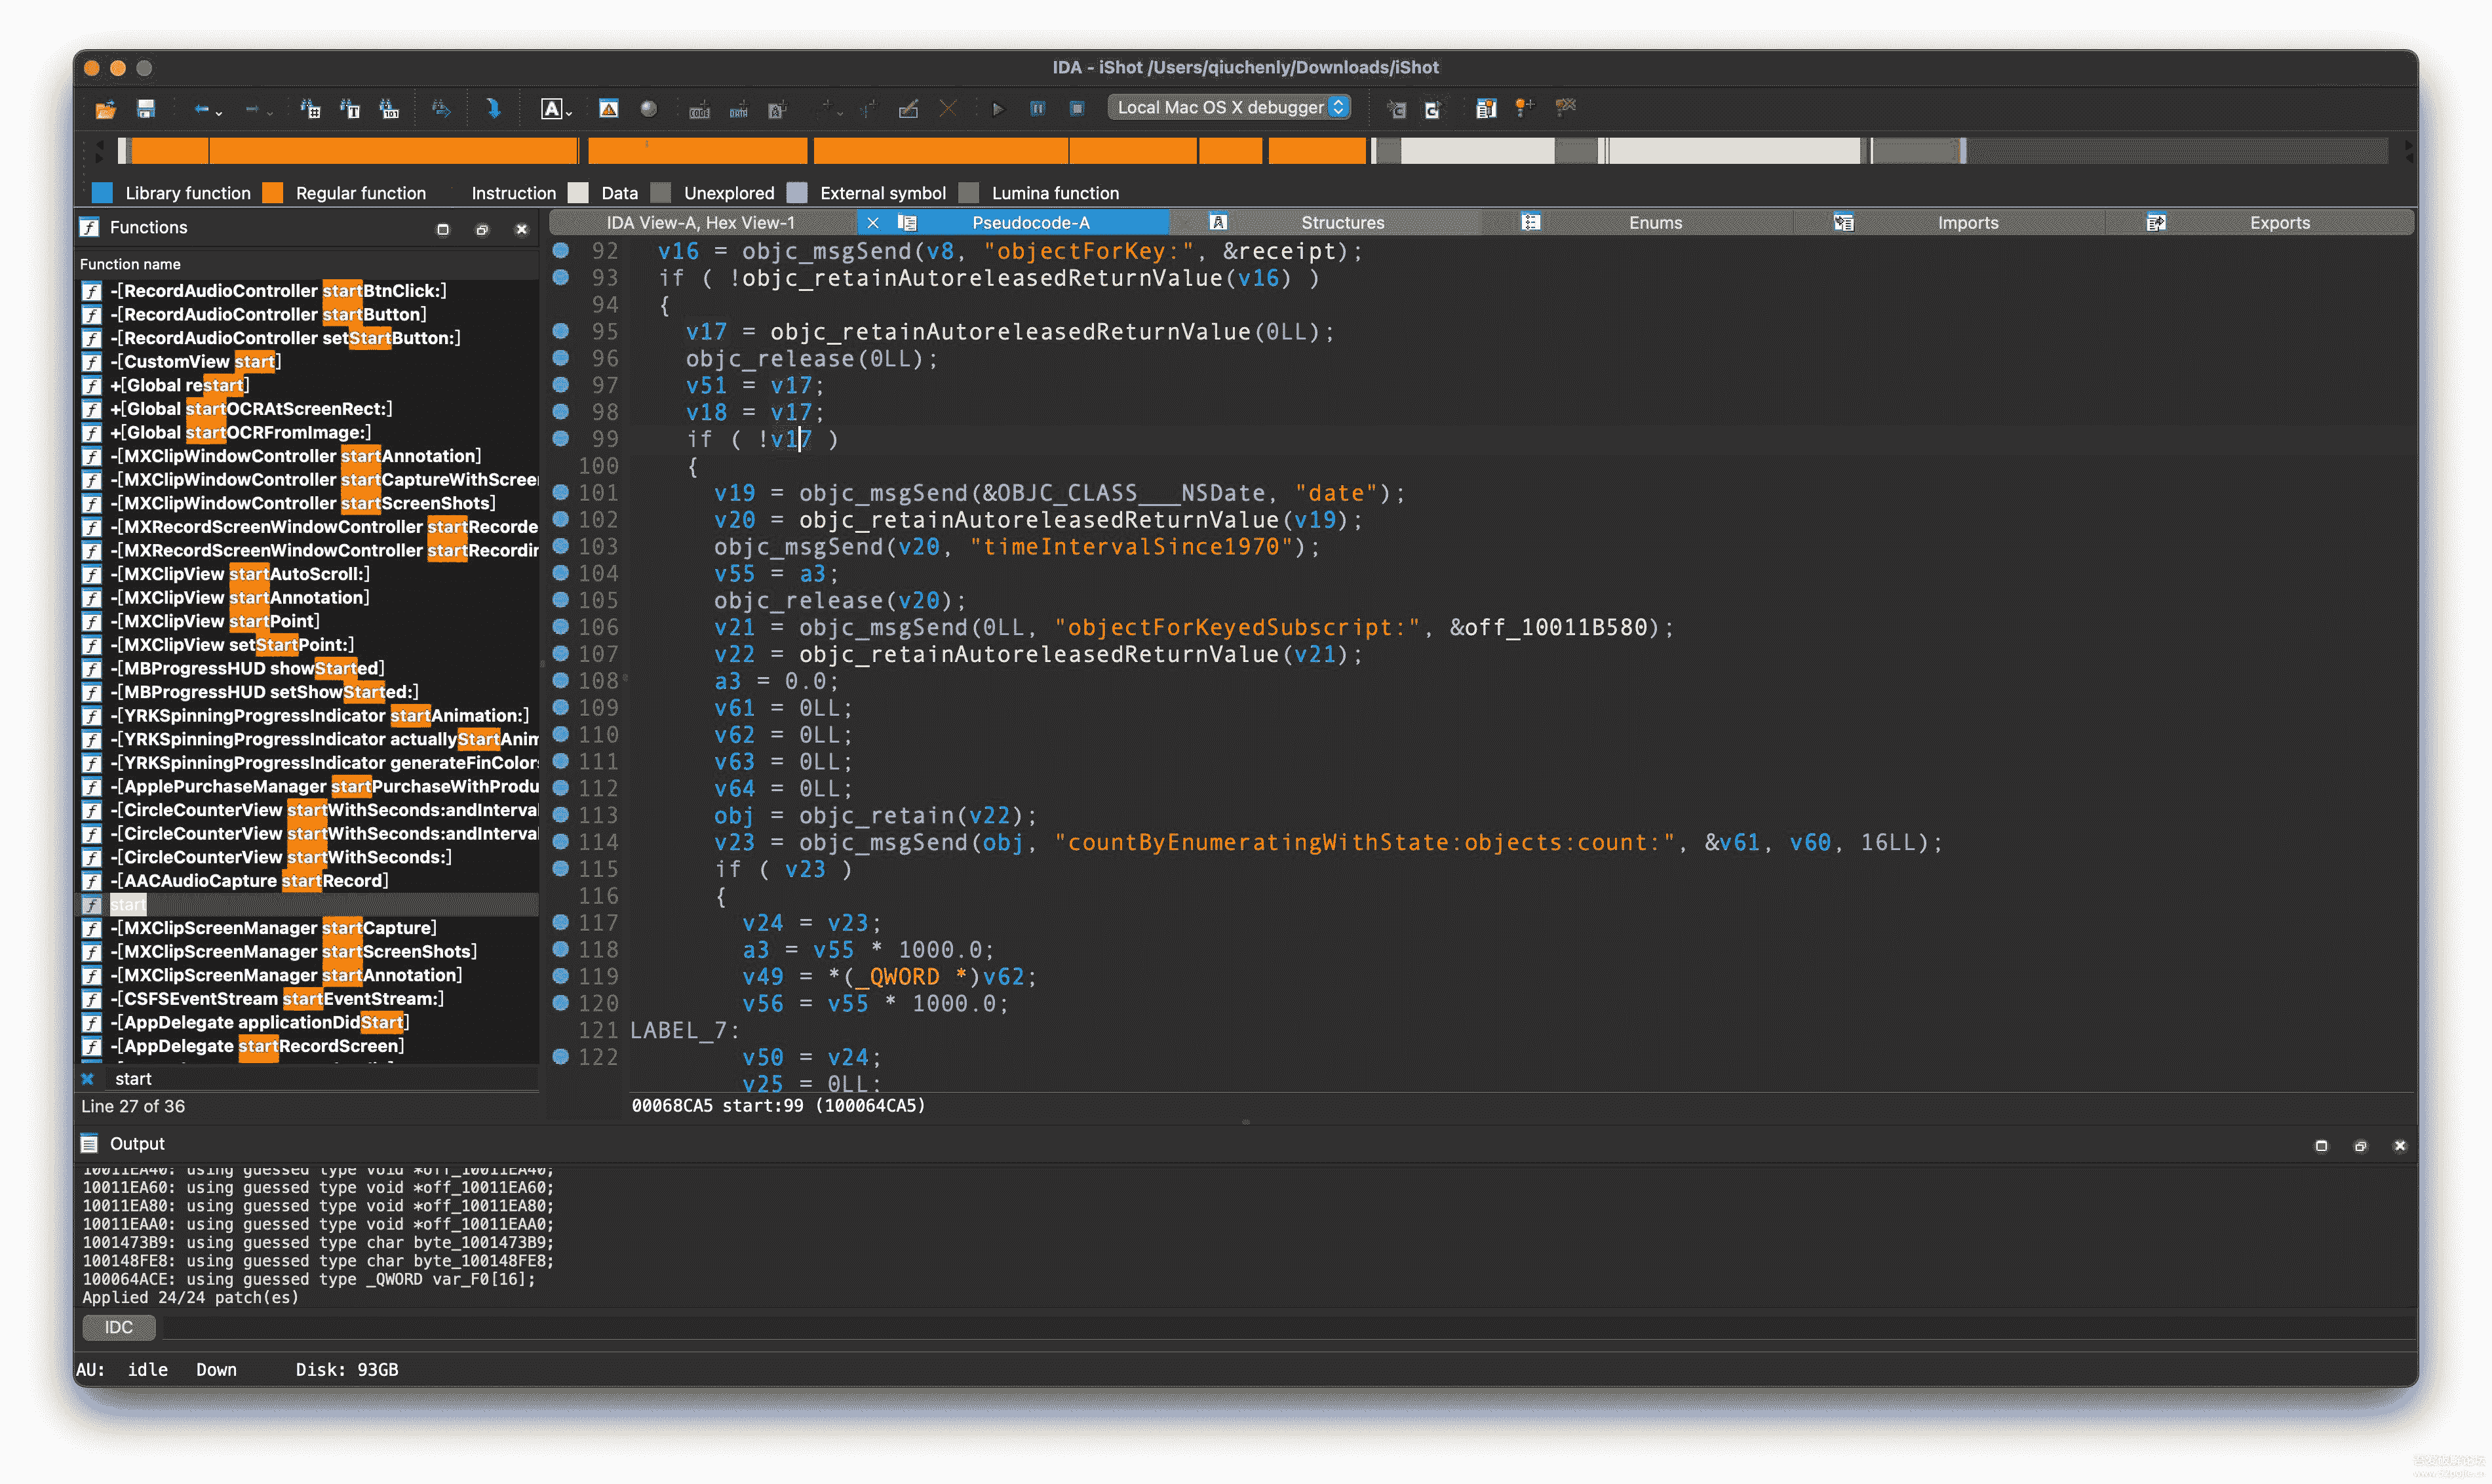 IDA - iShot /Users/qiuchenly/Downloads/iShot
Local Mac OS X debugger
Library function Regular function Instruction Data Unexplored External symbol Lumina function
Functions
Function name
-[RecordAudioController startBtnClick:]
-[RecordAudioController startButton]
-[RecordAudioController setStartButton:]
-[CustomView start]
+[Global restart]
+[Global startOCRAtScreenRect:]
+[Global startOCRFromImage:]
-[MXClipWindowController startAnnotation]
-[MXClipWindowController startCaptureWithScree
-[MXClipWindowController startScreenShots]
-[MXRecordScreenWindowController startRecorde
-[MXRecordScreenWindowController startRecordin
-[MXClipView startAutoScroll:]
-[MXClipView startAnnotation]
-[MXClipView startPoint]
-[MXClipView setStartPoint:]
-[MBProgressHUD showStarted]
-[MBProgressHUD setShowStarted:]
-[YRKSpinningProgressIndicator startAnimation:]
-[YRKSpinningProgressIndicator actuallyStartAnim
-[YRKSpinningProgressIndicator generateFinColors
-[ApplePurchaseManager startPurchaseWithProdu
-[CircleCounterView startWithSeconds:andInterval
-[CircleCounterView startWithSeconds:andInterval
-[CircleCounterView startWithSeconds:]
-[AACAudioCapture startRecord]
start
-[MXClipScreenManager startCapture]
-[MXClipScreenManager startScreenShots]
-[MXClipScreenManager startAnnotation]
-[CSFSEventStream startEventStream:]
-[AppDelegate applicationDidStart]
-[AppDelegate startRecordScreen]
start
Line 27 of 36
IDA View-A, Hex View-1 Pseudocode-A Structures Enums Imports Exports
92 v16 = objc_msgSend(v8, "objectForKey:", &receipt);
93 if ( !objc_retainAutoreleasedReturnValue(v16) )
94 {
95 v17 = objc_retainAutoreleasedReturnValue(0LL);
96 objc_release(0LL);
97 v51 = v17;
98 v18 = v17;
99 if ( !v17 )
100 {
101 v19 = objc_msgSend(&OBJC_CLASS___NSDate, "date");
102 v20 = objc_retainAutoreleasedReturnValue(v19);
103 objc_msgSend(v20, "timeIntervalSince1970");
104 v55 = a3;
105 objc_release(v20);
106 v21 = objc_msgSend(0LL, "objectForKeyedSubscript:", &off_10011B580);
107 v22 = objc_retainAutoreleasedReturnValue(v21);
108 a3 = 0.0;
109 v61 = 0LL;
110 v62 = 0LL;
111 v63 = 0LL;
112 v64 = 0LL;
113 obj = objc_retain(v22);
114 v23 = objc_msgSend(obj, "countByEnumeratingWithState:objects:count:", &v61, v60, 16LL);
115 if ( v23 )
116 {
117 v24 = v23;
118 a3 = v55 * 1000.0;
119 v49 = *(_QWORD *)v62;
120 v56 = v55 * 1000.0;
121 LABEL_7:
122 v50 = v24;
v25 = 0LL;
00068CA5 start:99 (100064CA5)
Output
10011EA40: using guessed type void *off_10011EA40;
10011EA60: using guessed type void *off_10011EA60;
10011EA80: using guessed type void *off_10011EA80;
10011EAA0: using guessed type void *off_10011EAA0;
1001473B9: using guessed type char byte_1001473B9;
100148FE8: using guessed type char byte_100148FE8;
100064ACE: using guessed type _QWORD var_F0[16];
Applied 24/24 patch(es)
IDC
AU: idle Down Disk: 93GB